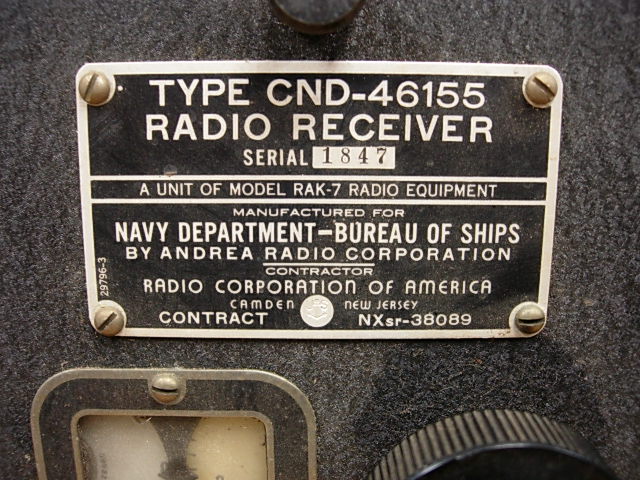 TYPE CND-46155
RADIO RECEIVER
SERIAL 1847
A UNIT OF MODEL RAK-7 RADIO EQUIPMENT
MANUFACTURED FOR
NAVY DEPARTMENT-BUREAU OF SHIPS
BY ANDREA RADIO CORPORATION
CONTRACTOR
RADIO CORPORATION OF AMERICA
CAMDEN NEW JERSEY
CONTRACT NXsr-38089
29796-3